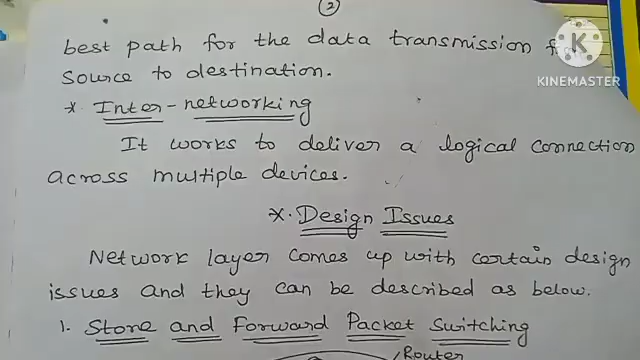 2
best path for the data transmission
source to destination.
* Inter-networking
It works to deliver a logical connection
across multiple devices.
*. Design Issues
Network layer comes up with certain design
issues and they can be described as below.
1. Store and Forward Packet Switching
Router
K
KINEMASTER